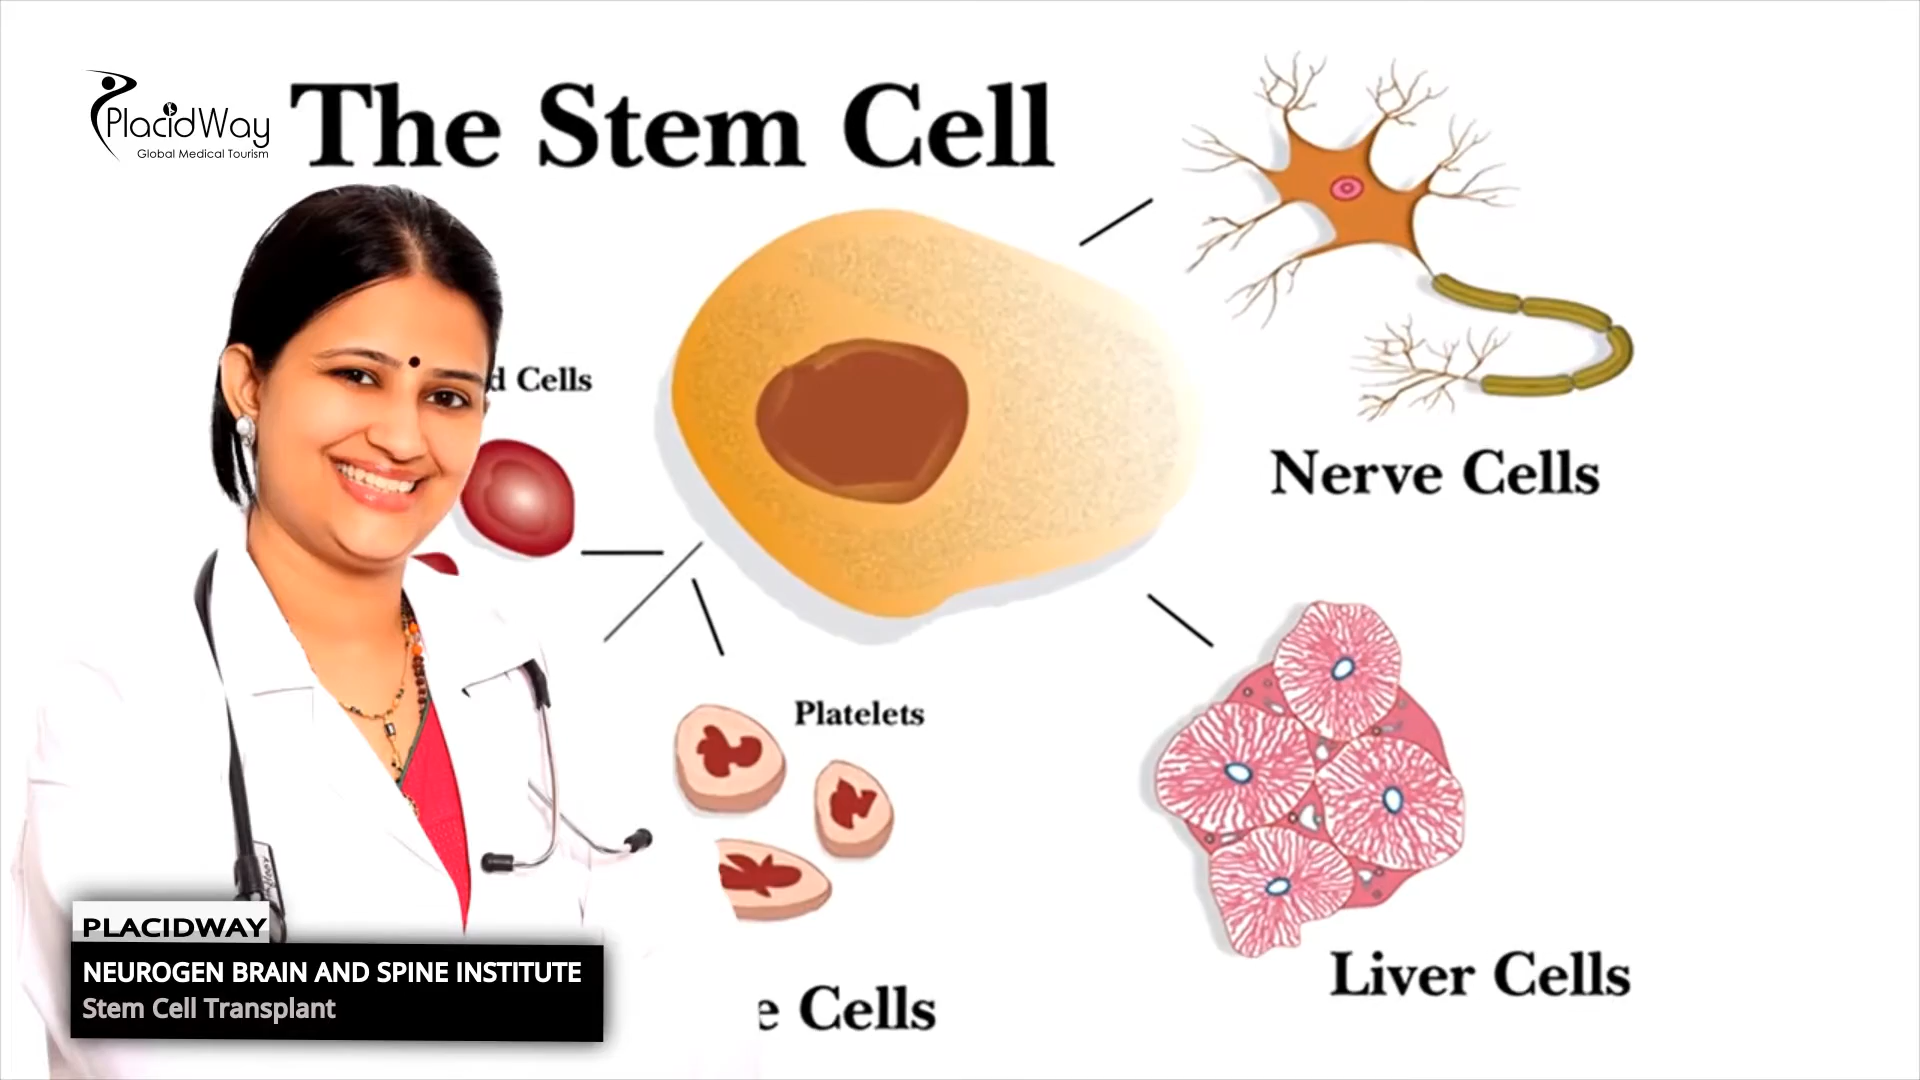 PlacidWay
Global Medical Tourism
The Stem Cell
d Cells
Nerve Cells
Platelets
Liver Cells
e Cells
PLACIDWAY
NEUROGEN BRAIN AND SPINE INSTITUTE
Stem Cell Transplant